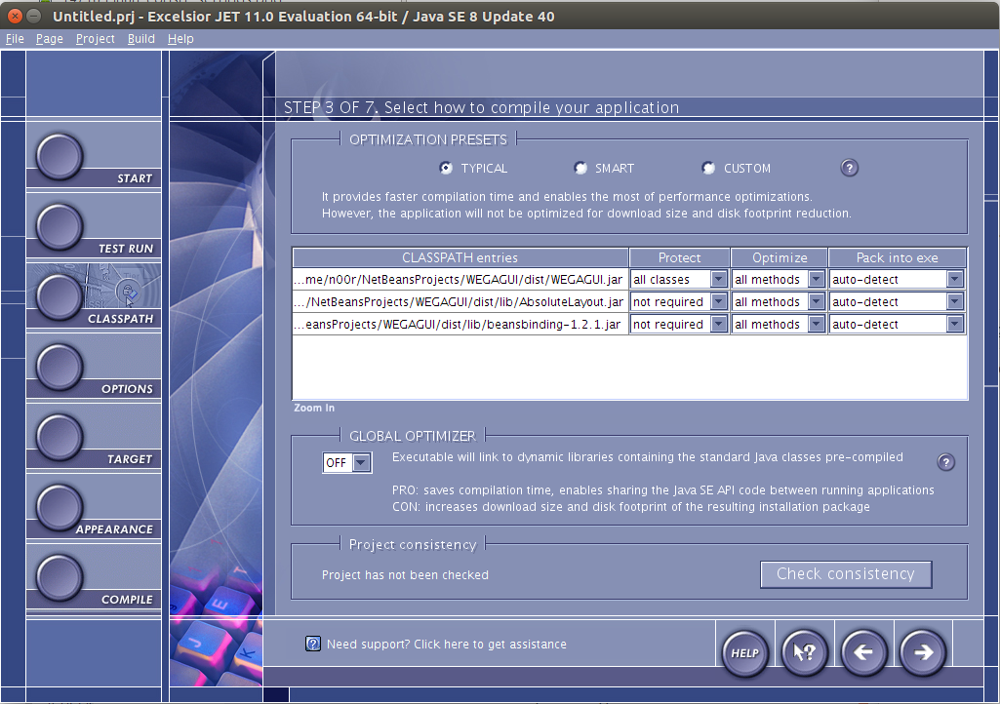 Untitled.prj - Excelsior JET 11.0 Evaluation 64-bit / Java SE 8 Update 40
File Page Project Build Help
STEP 3 OF 7. Select how to compile your application
START
TEST RUN
CLASSPATH
OPTIONS
TARGET
APPEARANCE
COMPILE
OPTIMIZATION PRESETS
TYPICAL SMART CUSTOM ?
It provides faster compilation time and enables the most of performance optimizations.
However, the application will not be optimized for download size and disk footprint reduction.
CLASSPATH entries Protect Optimize Pack into exe
...me/n00r/NetBeansProjects/WEGAGUI/dist/WEGAGUI.jar all classes all methods auto-detect
.../NetBeansProjects/WEGAGUI/dist/lib/AbsoluteLayout.jar not required all methods auto-detect
...eansProjects/WEGAGUI/dist/lib/beansbinding-1.2.1.jar not required all methods auto-detect
Zoom In
GLOBAL OPTIMIZER
OFF Executable will link to dynamic libraries containing the standard Java classes pre-compiled ?
PRO: saves compilation time, enables sharing the Java SE API code between running applications
CON: increases download size and disk footprint of the resulting installation package
Project consistency
Project has not been checked Check consistency
E
J K
? Need support? Click here to get assistance HELP ?